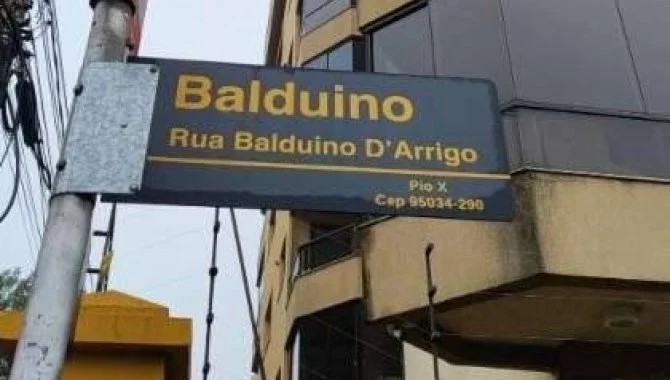 Balduino
Rua Balduino D'Arrigo
Pio X
Cep 95034-290